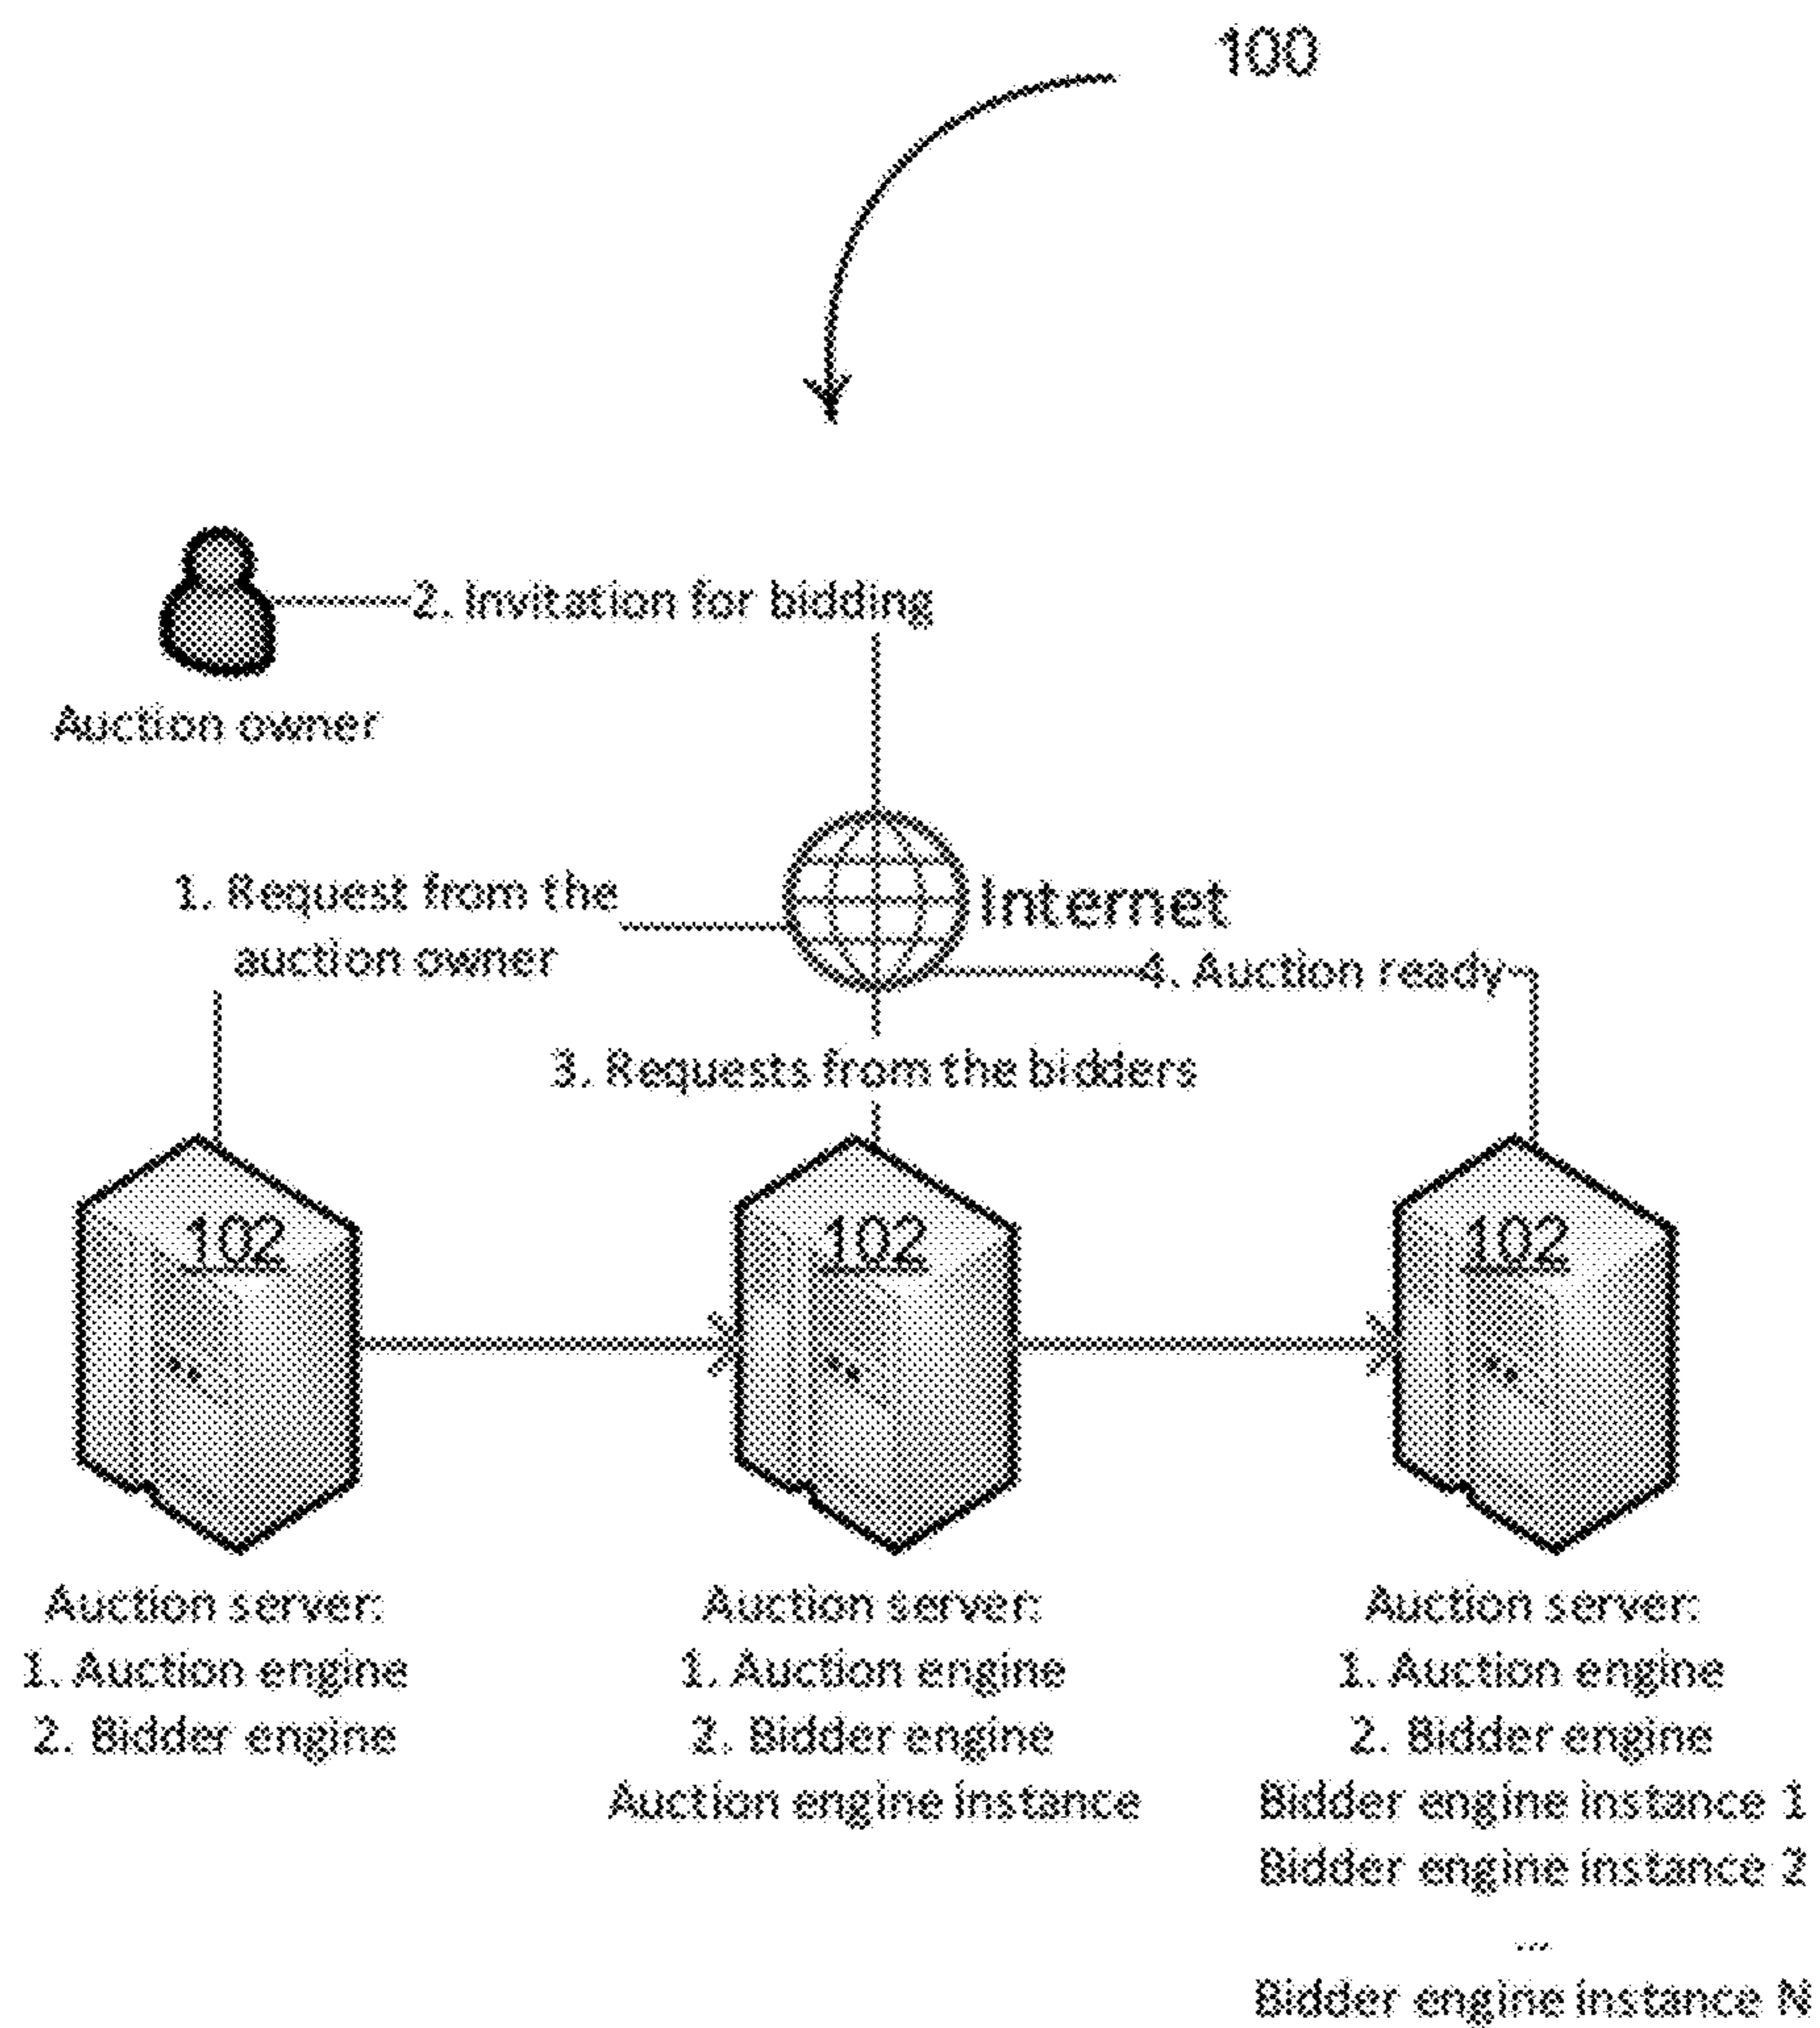 100
2. Invitation for bidding
Auction owner
1. Request from the
auction owner
Internet
4. Auction ready
3. Requests from the bidders
102
102
102
Auction server:
1. Auction engine
2. Bidder engine
Auction server:
1. Auction engine
2. Bidder engine
Auction engine instance
Auction server:
1. Auction engine
2. Bidder engine
Bidder engine instance 1
Bidder engine instance 2
...
Bidder engine instance N